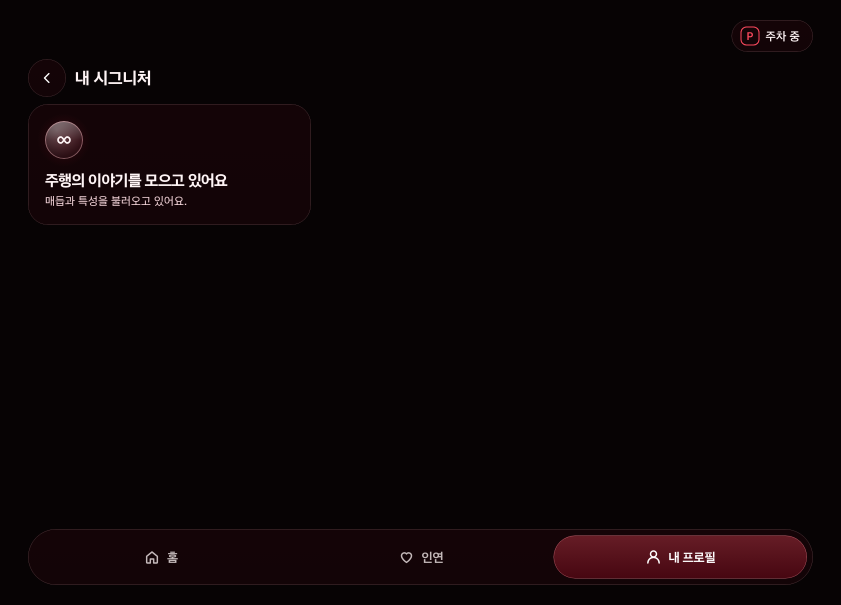 P 주차 중
내 시그니처
∞
주행의 이야기를 모으고 있어요
매듭과 특성을 불러오고 있어요.
홈
인연
내 프로필